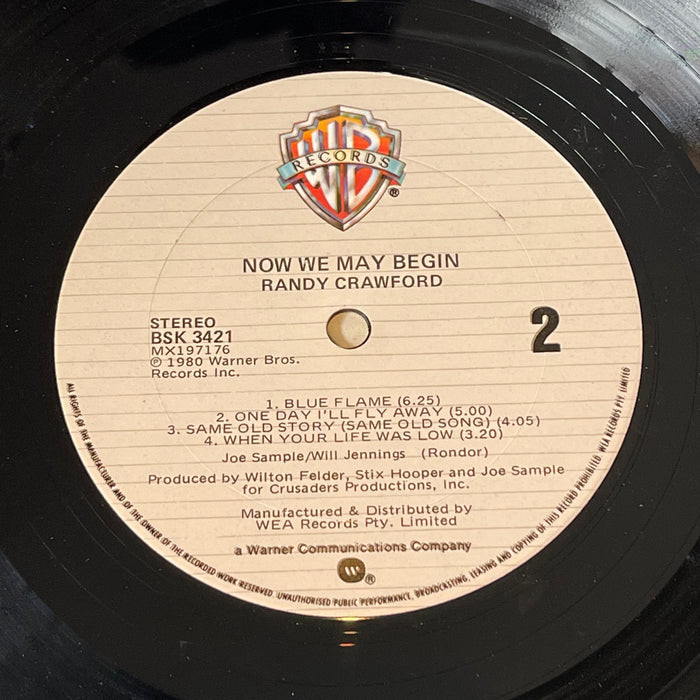 WB
RECORDS
®
NOW WE MAY BEGIN
RANDY CRAWFORD
STEREO
BSK 3421
MX197176
℗ 1980 Warner Bros.
Records Inc.
2
1. BLUE FLAME (6.25)
2. ONE DAY I'LL FLY AWAY (5.00)
3. SAME OLD STORY (SAME OLD SONG) (4.05)
4. WHEN YOUR LIFE WAS LOW (3.20)
Joe Sample/Will Jennings (Rondor)
Produced by Wilton Felder, Stix Hooper and Joe Sample
for Crusaders Productions, Inc.
Manufactured & Distributed by
WEA Records Pty. Limited
a Warner Communications Company
®
ALL RIGHTS OF THE MANUFACTURER AND OF THE OWNER OF THE RECORDED WORK RESERVED. UNAUTHORISED PUBLIC PERFORMANCE, BROADCASTING, LEASING AND COPYING OF THIS RECORD PROHIBITED. WEA RECORDS PTY. LIMITED